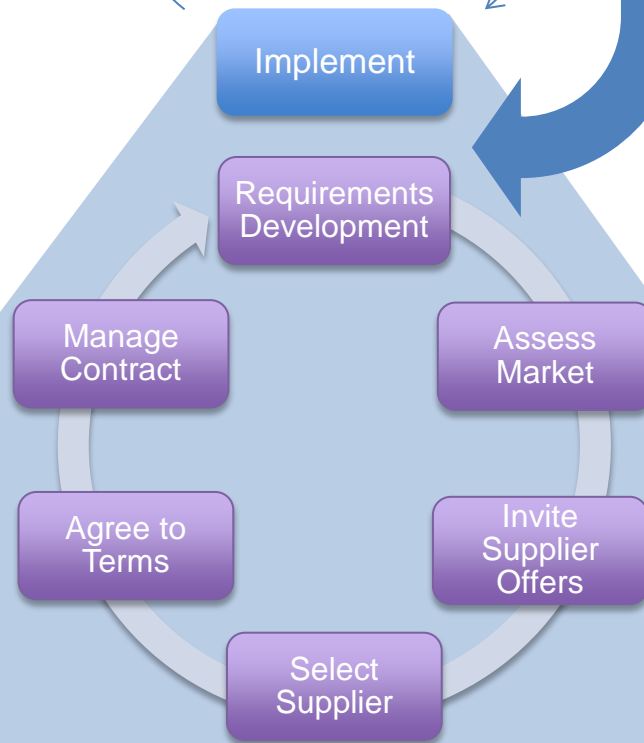 Implement
Requirements
Development
Assess
Market
Invite
Supplier
Offers
Select
Supplier
Agree to
Terms
Manage
Contract